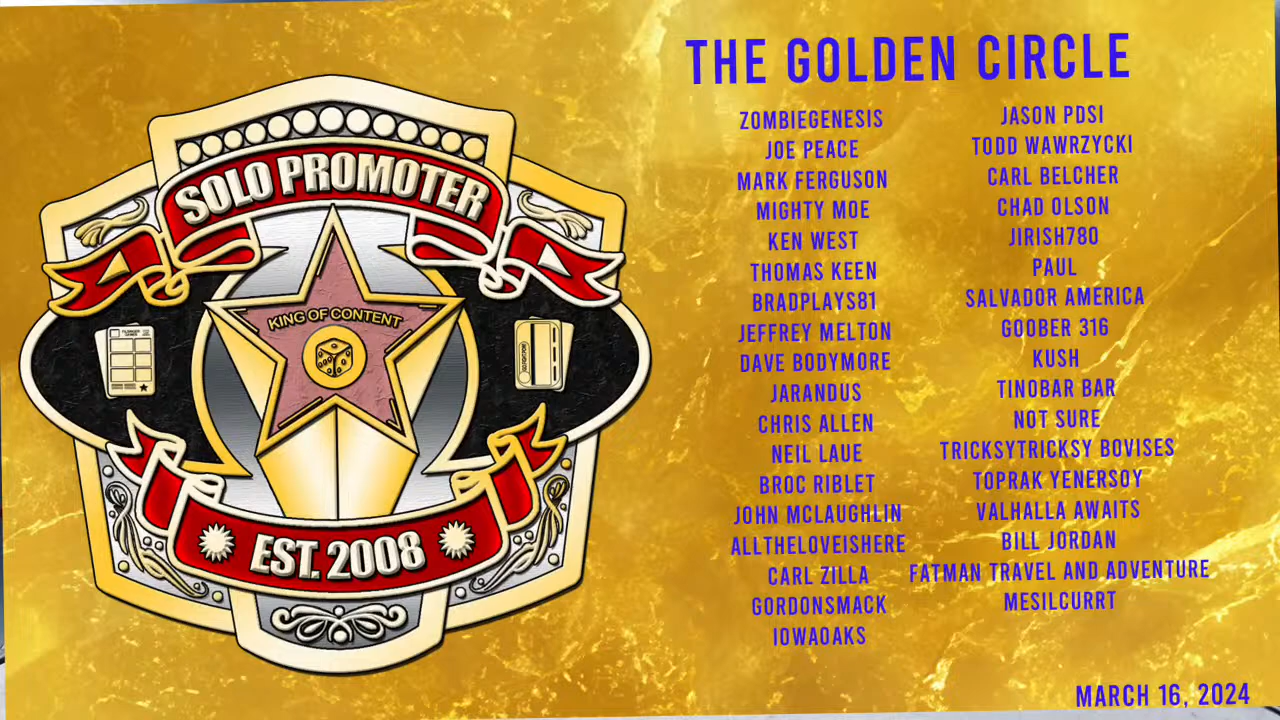 SOLO PROMOTER
KING OF CONTENT
EST. 2008
THE GOLDEN CIRCLE
ZOMBIEGENESIS
JOE PEACE
MARK FERGUSON
MIGHTY MOE
KEN WEST
THOMAS KEEN
BRADPLAYS81
JEFFREY MELTON
DAVE BODYMORE
JARANDUS
CHRIS ALLEN
NEIL LAUE
BROC RIBLET
JOHN MCLAUGHLIN
ALLTHELOVEISHERE
CARL ZILLA
GORDONSMACK
IOWAOAKS
JASON PDSI
TODD WAWRZYCKI
CARL BELCHER
CHAD OLSON
JIRISH780
PAUL
SALVADOR AMERICA
GOOBER 316
KUSH
TINOBAR BAR
NOT SURE
TRICKSYTRICKSY BOVISES
TOPRAK YENERSOY
VALHALLA AWAITS
BILL JORDAN
FATMAN TRAVEL AND ADVENTURE
MESILCURRT
MARCH 16, 2024